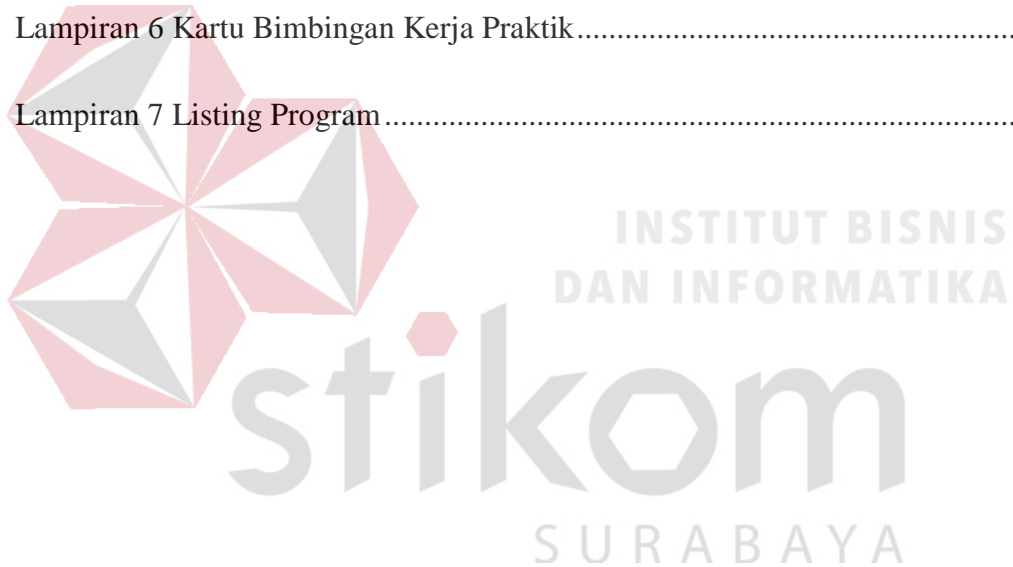 Lampiran 6 Kartu Bimbingan Kerja Praktik.......................................................
Lampiran 7 Listing Program................................................................................
INSTITUT BISNIS
DAN INFORMATIKA
stikom
SURABAYA